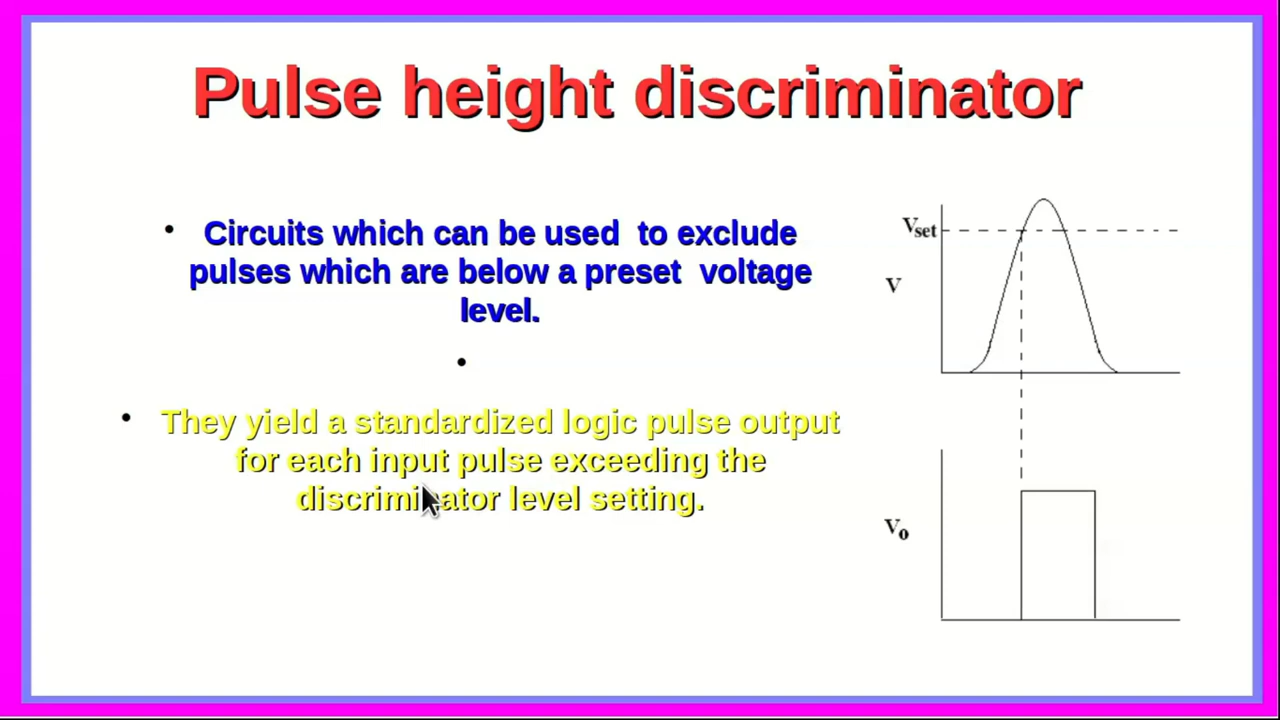 Pulse height discriminator
• Circuits which can be used to exclude
pulses which are below a preset voltage
level.
•
• They yield a standardized logic pulse output
for each input pulse exceeding the
discriminator level setting.
Vset
V
Vo